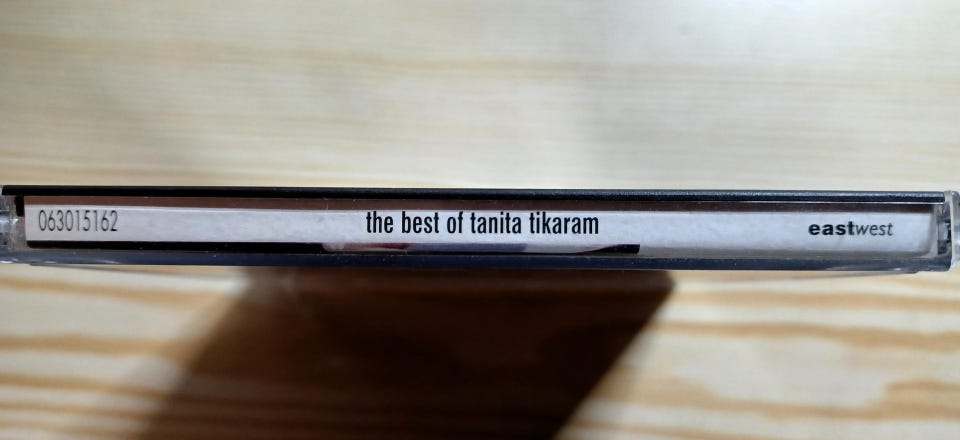 063015162 the best of tanita tikaram eastwest